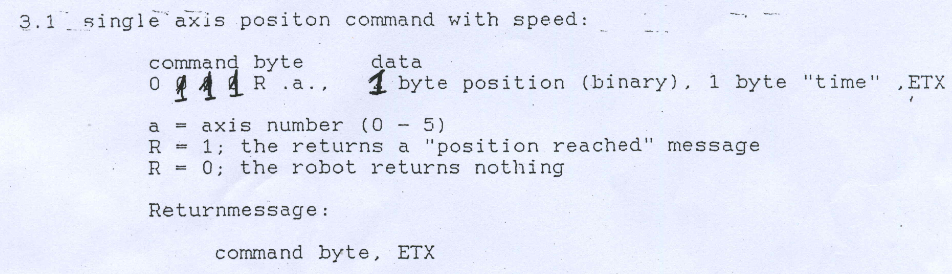 3.1 single axis positon command with speed:
command byte data
0 1 1 1 R .a., 1 byte position (binary), 1 byte "time" ,ETX
a = axis number (0 - 5)
R = 1; the returns a "position reached" message
R = 0; the robot returns nothing
Returnmessage:
command byte, ETX